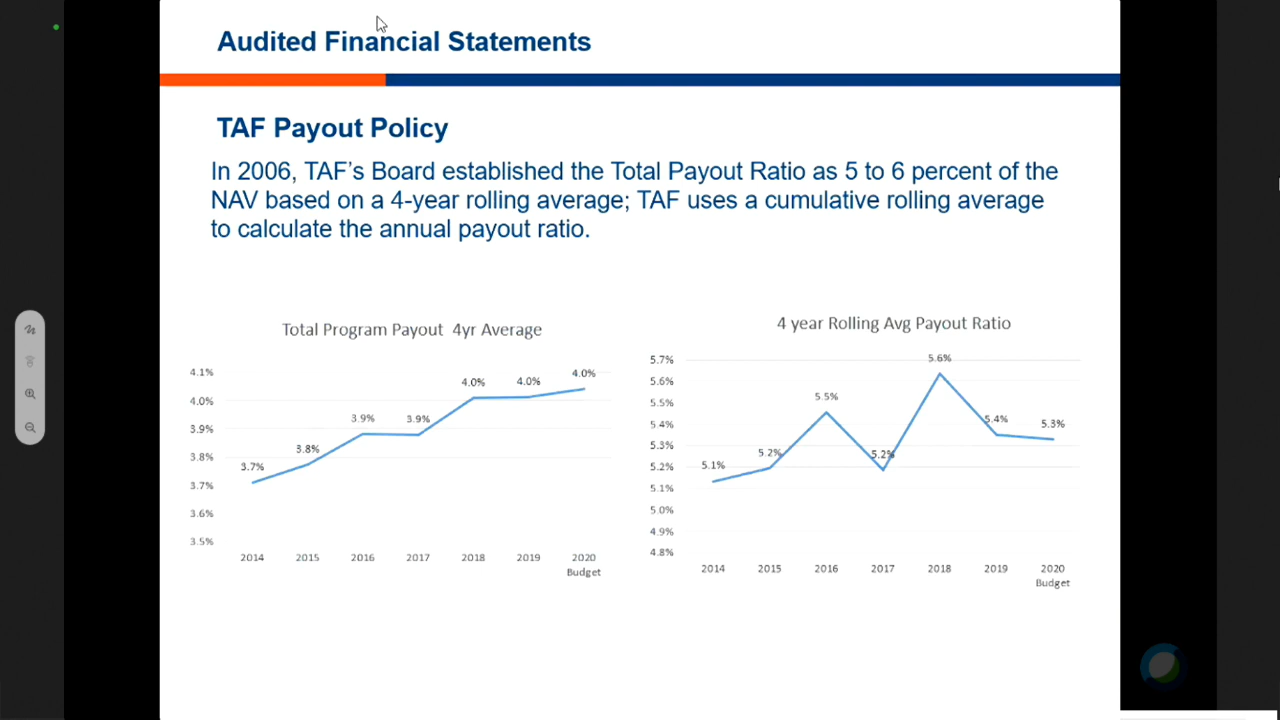 Audited Financial Statements
TAF Payout Policy
In 2006, TAF's Board established the Total Payout Ratio as 5 to 6 percent of the
NAV based on a 4-year rolling average; TAF uses a cumulative rolling average
to calculate the annual payout ratio.
Total Program Payout 4yr Average
4.1%
4.0%
3.9%
3.8%
3.7%
3.6%
3.5%
3.7%
3.8%
3.9%
3.9%
4.0%
4.0%
4.0%
2014 2015 2016 2017 2018 2019 2020
Budget
4 year Rolling Avg Payout Ratio
5.7%
5.6%
5.5%
5.4%
5.3%
5.2%
5.1%
5.0%
4.9%
4.8%
5.1%
5.2%
5.5%
5.2%
5.6%
5.4%
5.3%
2014 2015 2016 2017 2018 2019 2020
Budget